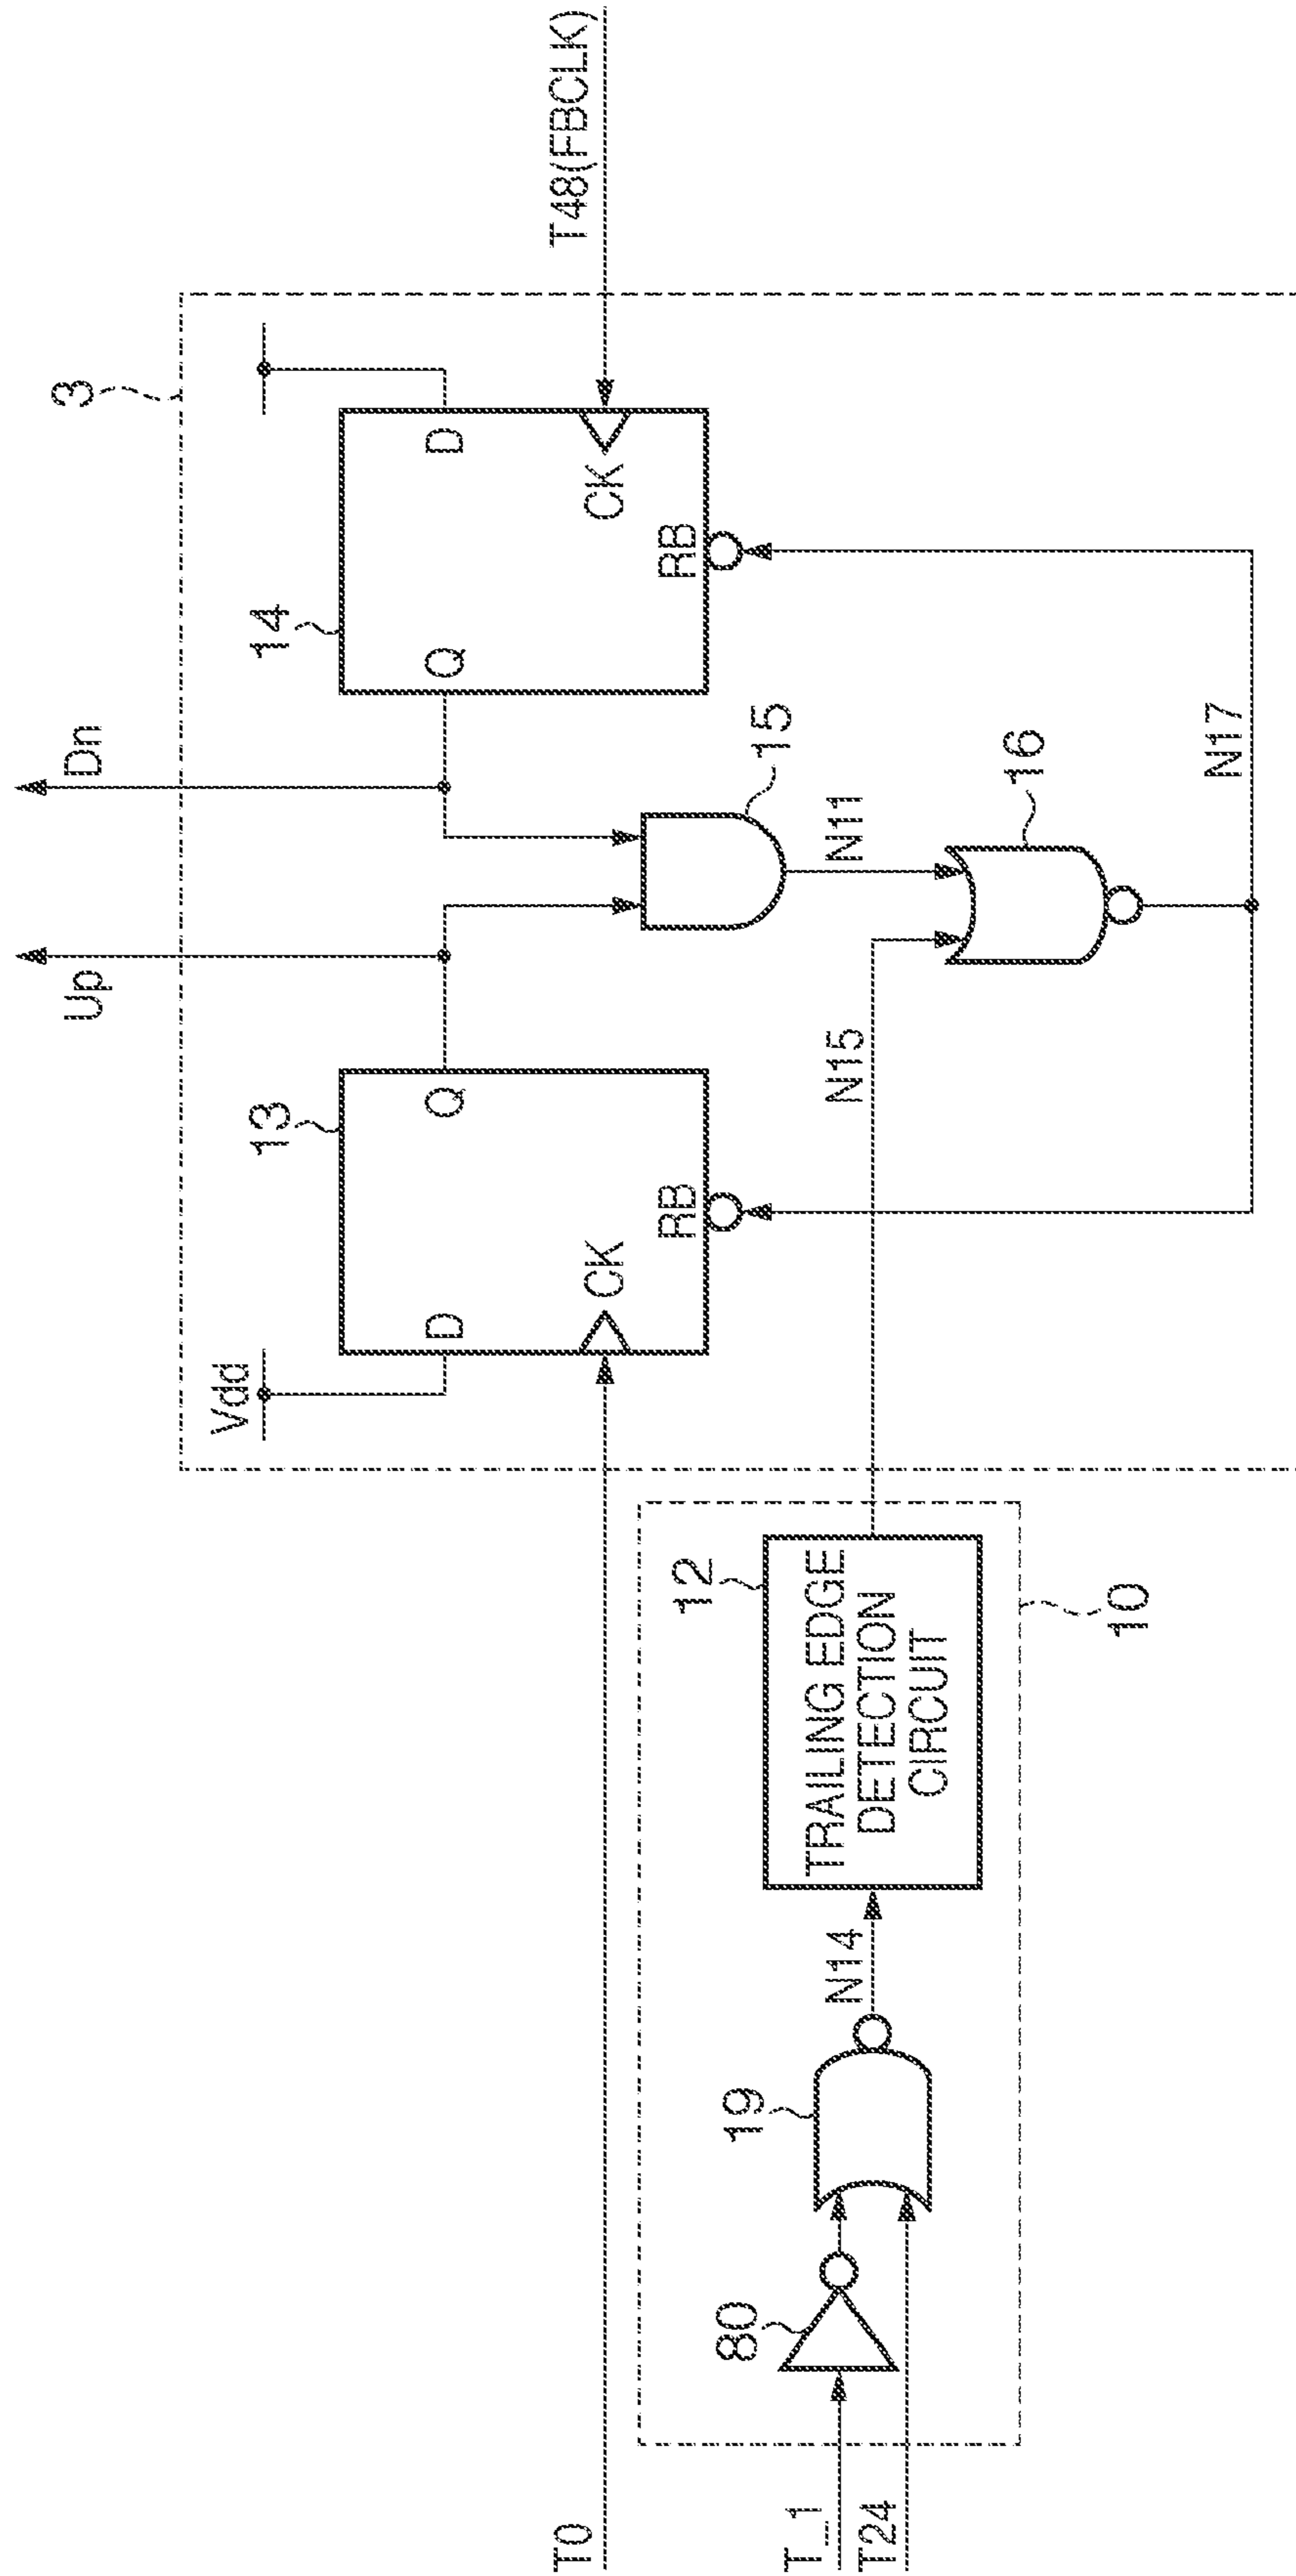 Up
Dn
3
Vdd
13
14
D
Q
Q
D
CK
CK
T48(FBCLK)
RB
RB
T0
15
12
N15
N11
TRAILING EDGE
DETECTION
CIRCUIT
80
19
N14
T_1
T24
16
10
N17